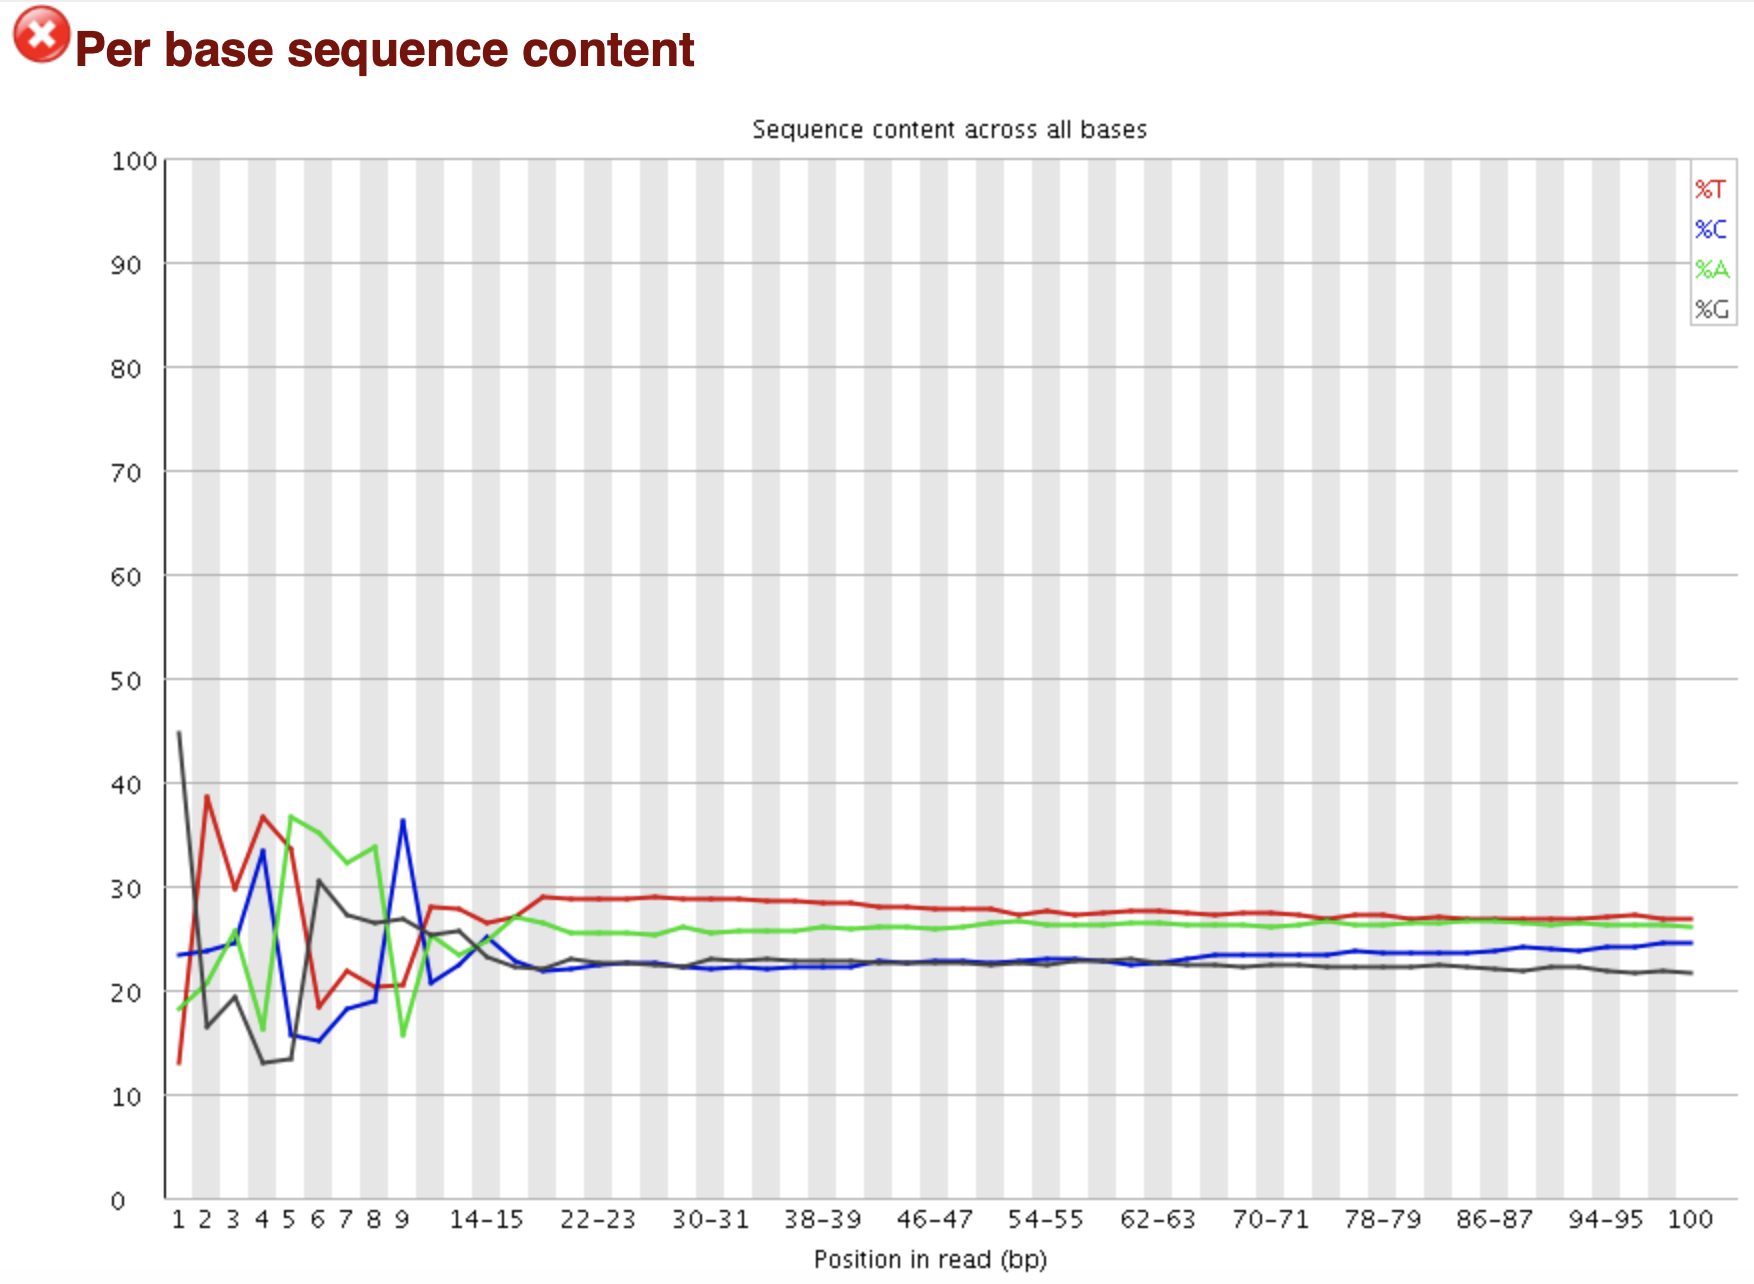 Per base sequence content
Sequence content across all bases
100
90
80
70
60
50
40
30
20
10
0
%T
%C
%A
%G
1 2 3 4 5 6 7 8 9 14-15 22-23 30-31 38-39 46-47 54-55 62-63 70-71 78-79 86-87 94-95 100
Position in read (bp)